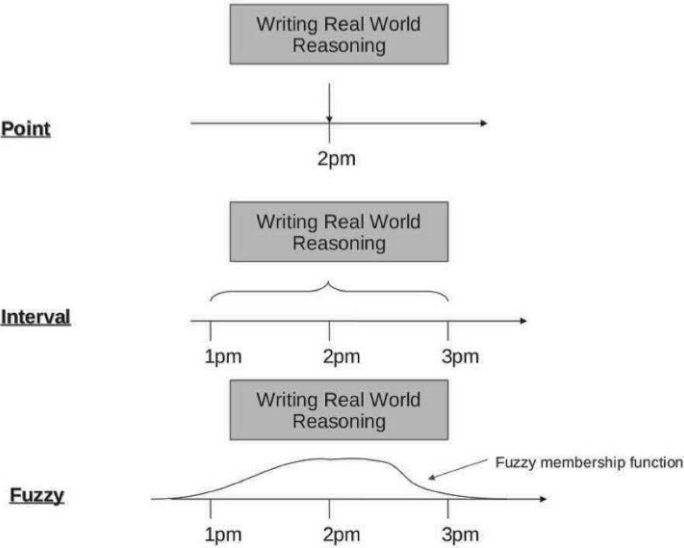 Writing Real World
Reasoning
Point
2pm
Writing Real World
Reasoning
Interval
1pm 2pm 3pm
Writing Real World
Reasoning
Fuzzy membership function
Fuzzy
1pm 2pm 3pm